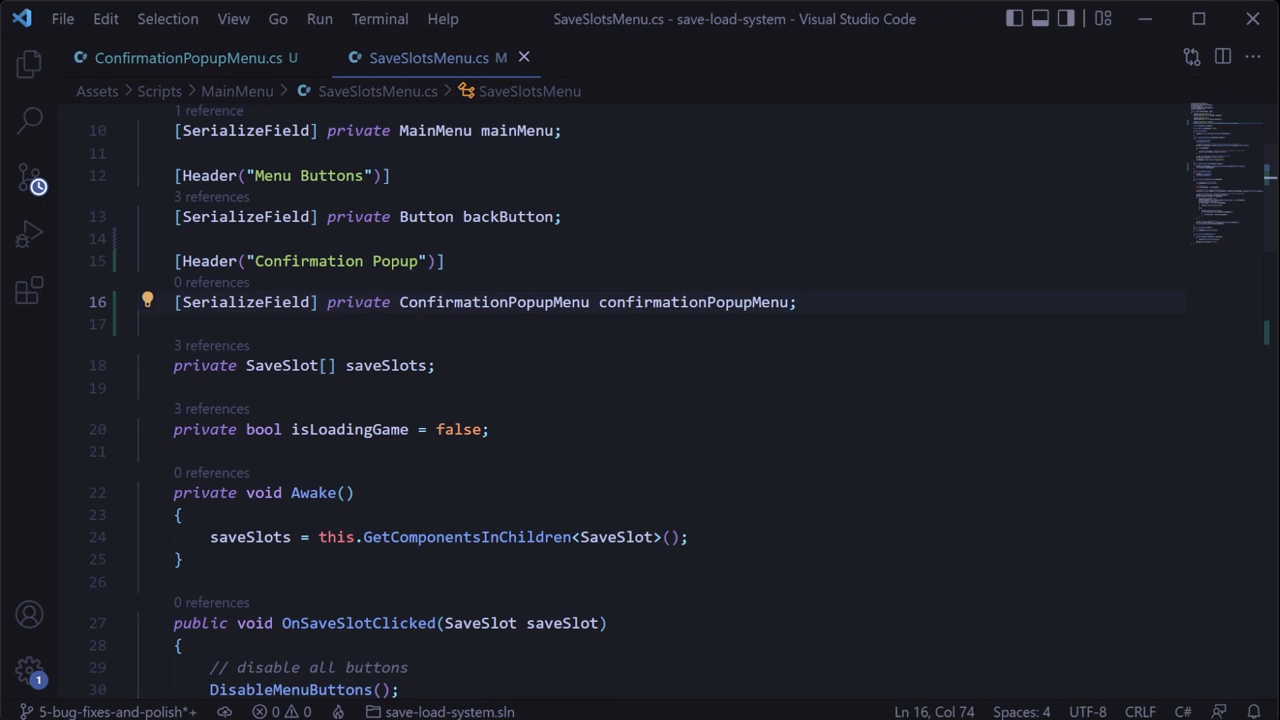 File Edit Selection View Go Run Terminal Help SaveSlotsMenu.cs - save-load-system - Visual Studio Code
ConfirmationPopupMenu.cs U SaveSlotsMenu.cs M
Assets > Scripts > MainMenu > SaveSlotsMenu.cs > SaveSlotsMenu
1 reference
10 [SerializeField] private MainMenu mainMenu;
11
12 [Header("Menu Buttons")]
3 references
13 [SerializeField] private Button backButton;
14
15 [Header("Confirmation Popup")]
0 references
16 [SerializeField] private ConfirmationPopupMenu confirmationPopupMenu;
17
3 references
18 private SaveSlot[] saveSlots;
19
3 references
20 private bool isLoadingGame = false;
21
0 references
22 private void Awake()
23 {
24 saveSlots = this.GetComponentsInChildren<SaveSlot>();
25 }
26
0 references
27 public void OnSaveSlotClicked(SaveSlot saveSlot)
28 {
29 // disable all buttons
30 DisableMenuButtons();
1
5-bug-fixes-and-polish*+ 0 0 save-load-system.sln Ln 16, Col 74 Spaces: 4 UTF-8 CRLF C#